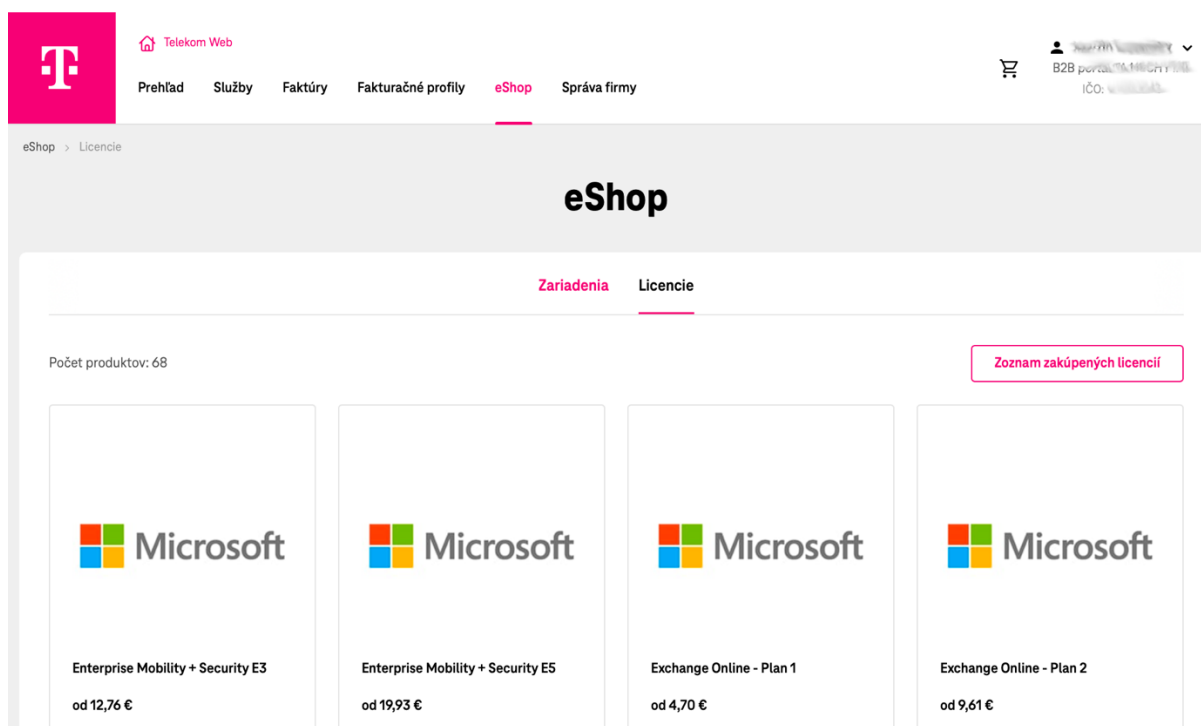 Telekom Web
Prehľad Služby Faktúry Fakturačné profily eShop Správa firmy
B2B
IČO:
eShop > Licencie
eShop
Zariadenia Licencie
Počet produktov: 68
Zoznam zakúpených licencií
Microsoft Microsoft Microsoft Microsoft
Enterprise Mobility + Security E3 Enterprise Mobility + Security E5 Exchange Online - Plan 1 Exchange Online - Plan 2
od 12,76 € od 19,93 € od 4,70 € od 9,61 €